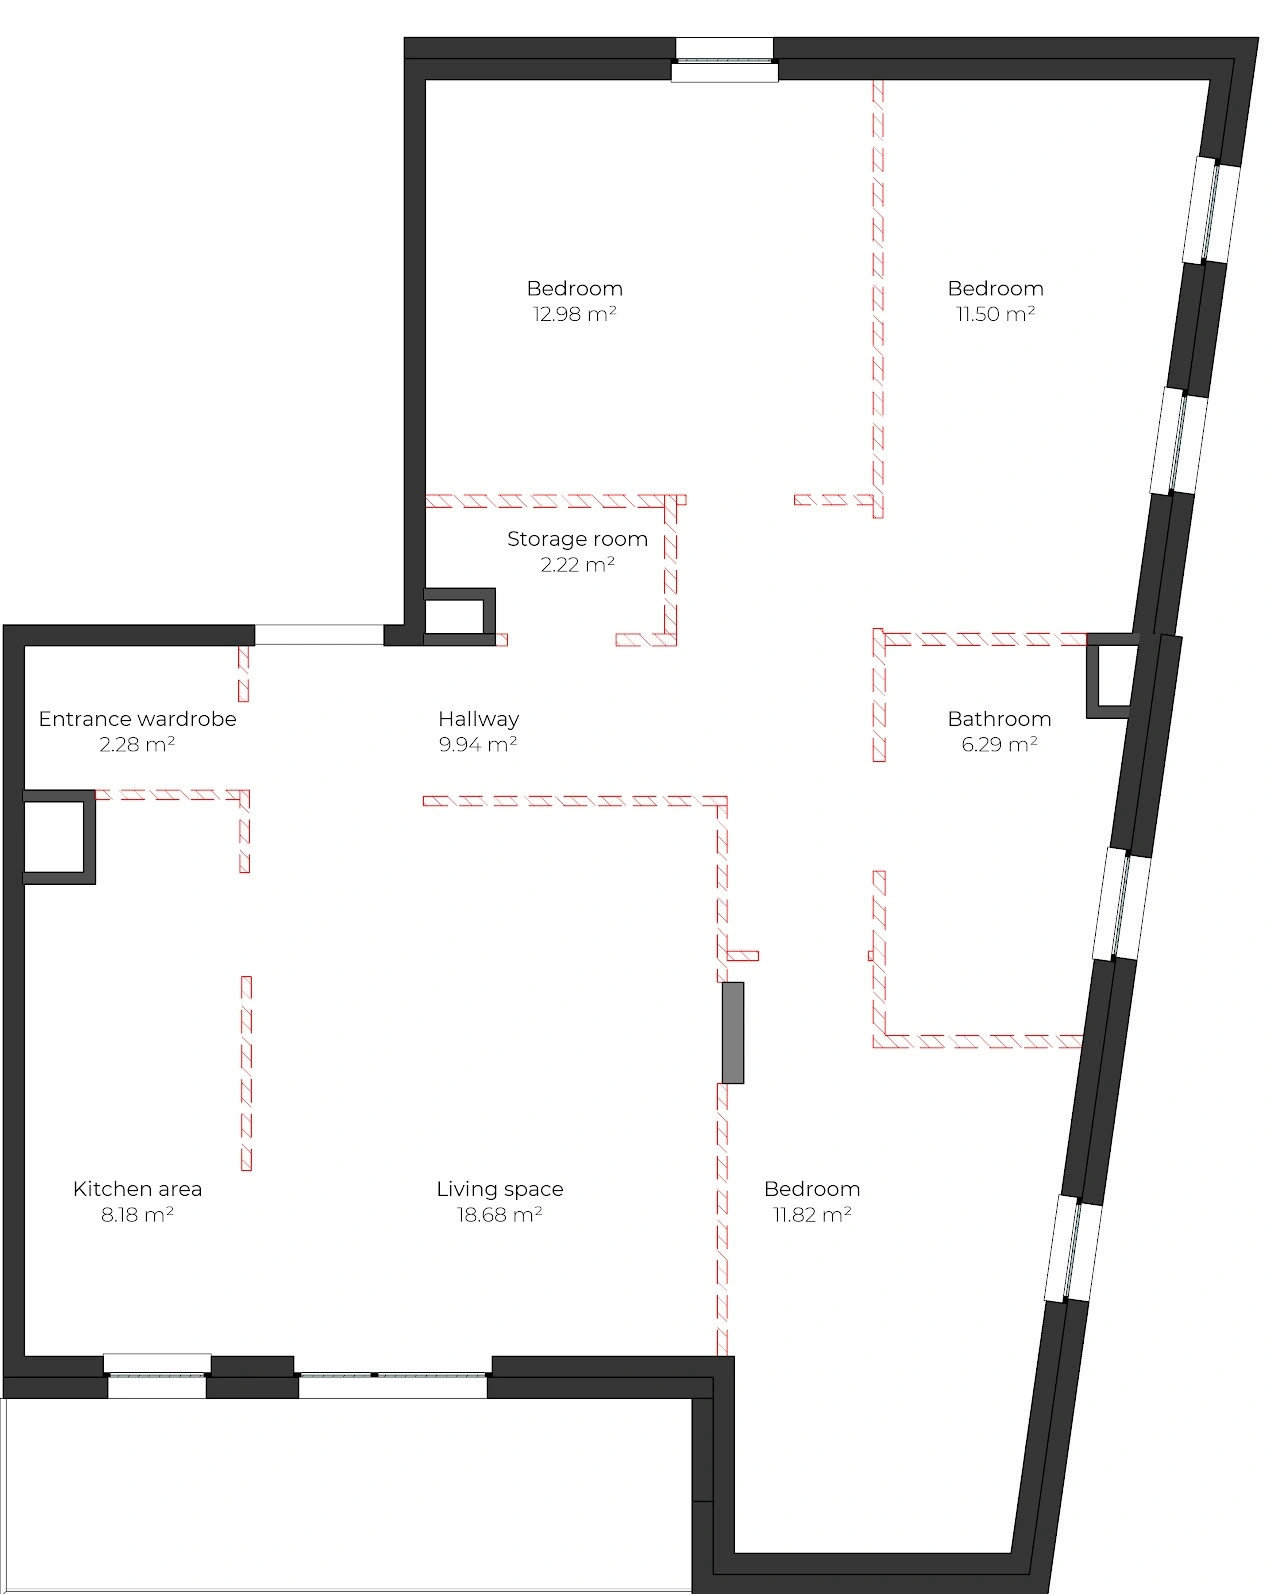 Bedroom
12.98 m²
Bedroom
11.50 m²
Storage room
2.22 m²
Entrance wardrobe
2.28 m²
Hallway
9.94 m²
Bathroom
6.29 m²
Kitchen area
8.18 m²
Living space
18.68 m²
Bedroom
11.82 m²